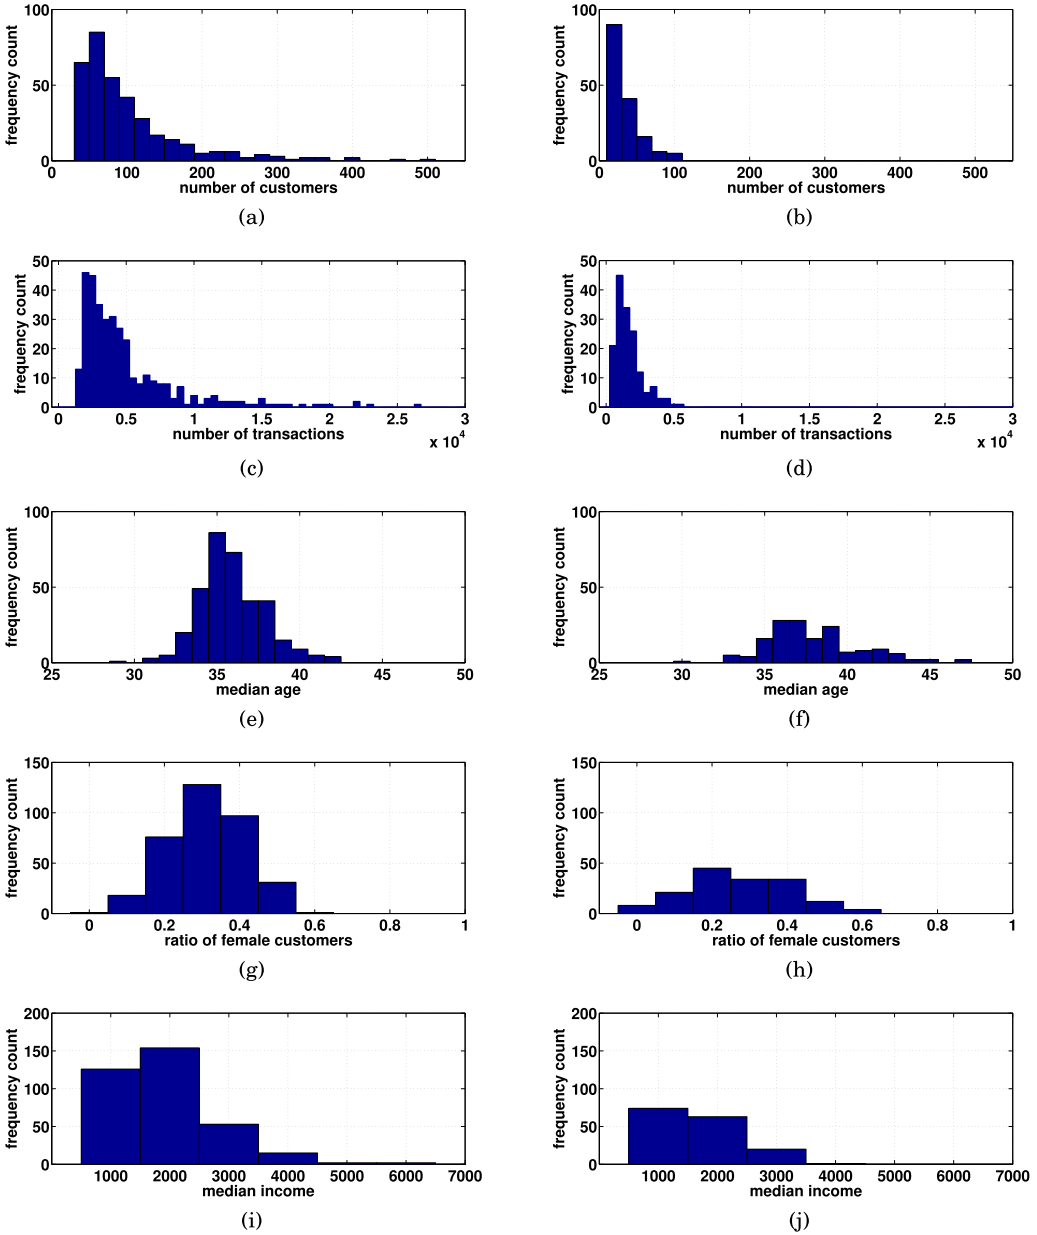 100
50
0
frequency count
0 100 200 300 400 500
number of customers
(a)
100
50
0
frequency count
0 100 200 300 400 500
number of customers
(b)
50
40
30
20
10
0
frequency count
0 0.5 1 1.5 2 2.5 3
number of transactions
x 10^4
(c)
50
40
30
20
10
0
frequency count
0 0.5 1 1.5 2 2.5 3
number of transactions
x 10^4
(d)
100
50
0
frequency count
25 30 35 40 45 50
median age
(e)
100
50
0
frequency count
25 30 35 40 45 50
median age
(f)
150
100
50
0
frequency count
0 0.2 0.4 0.6 0.8 1
ratio of female customers
(g)
150
100
50
0
frequency count
0 0.2 0.4 0.6 0.8 1
ratio of female customers
(h)
200
150
100
50
0
frequency count
1000 2000 3000 4000 5000 6000 7000
median income
(i)
200
150
100
50
0
frequency count
1000 2000 3000 4000 5000 6000 7000
median income
(j)